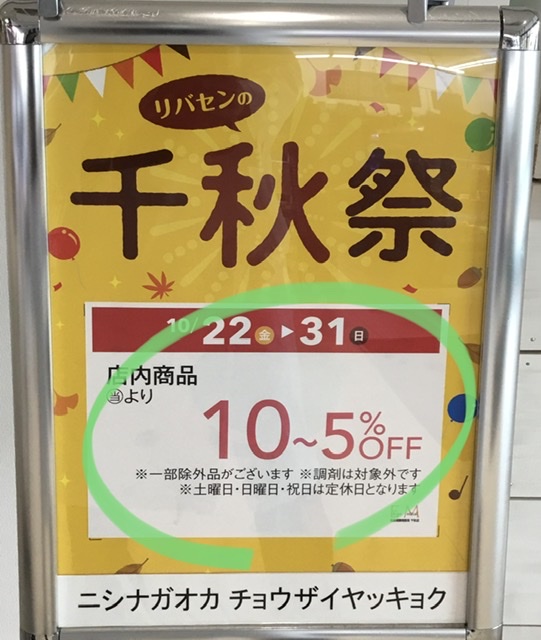 リバセンの
千秋祭
10/22金▶31日
店内商品
当より
10~5%OFF
※一部除外品がございます ※調剤は対象外です
※土曜日・日曜日・祝日は定休日となります
ニシナガオカ チョウザイヤッキョク